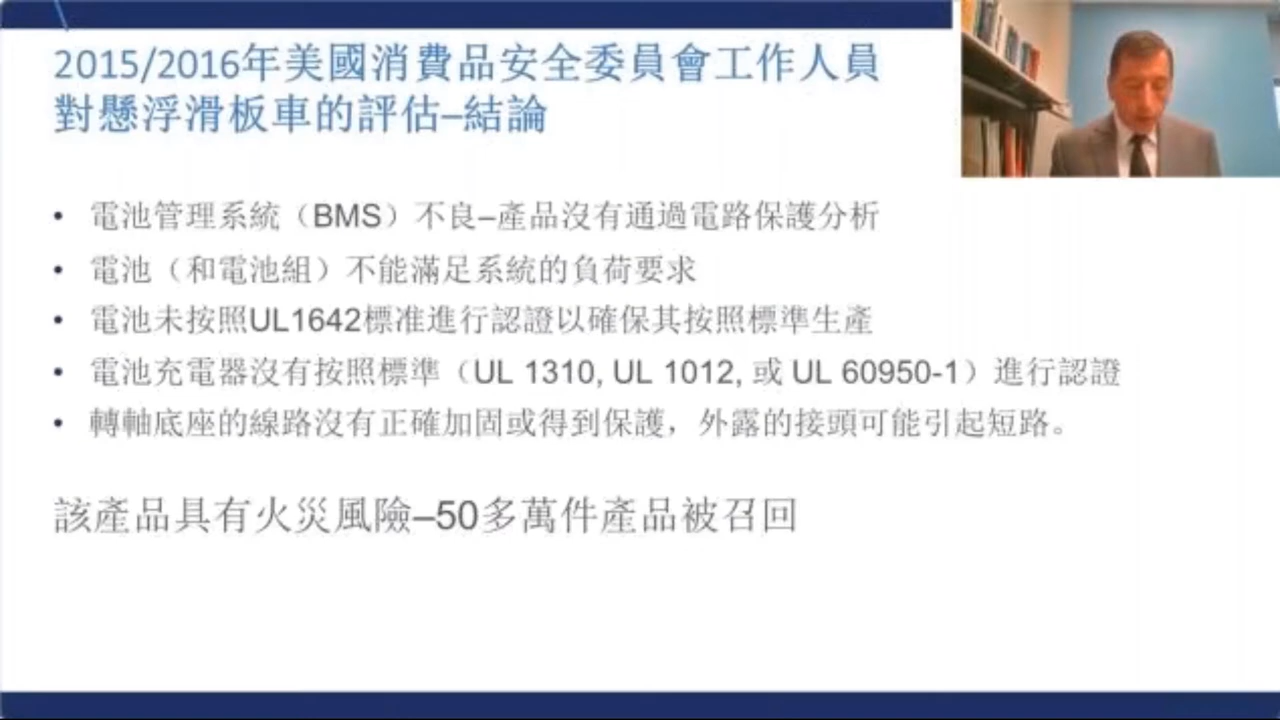 2015/2016年美國消費品安全委員會工作人員
對懸浮滑板車的評估–結論
• 電池管理系統（BMS）不良–產品沒有通過電路保護分析
• 電池（和電池組）不能滿足系統的負荷要求
• 電池未按照UL1642標准進行認證以確保其按照標準生產
• 電池充電器沒有按照標準（UL 1310, UL 1012, 或 UL 60950-1）進行認證
• 轉軸底座的線路沒有正確加固或得到保護，外露的接頭可能引起短路。
該產品具有火災風險–50多萬件產品被召回